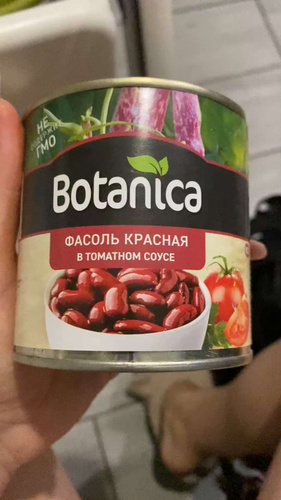 НЕ
СОДЕРЖИТ
ГМО
Botanica
ФАСОЛЬ КРАСНАЯ
В ТОМАТНОМ СОУСЕ